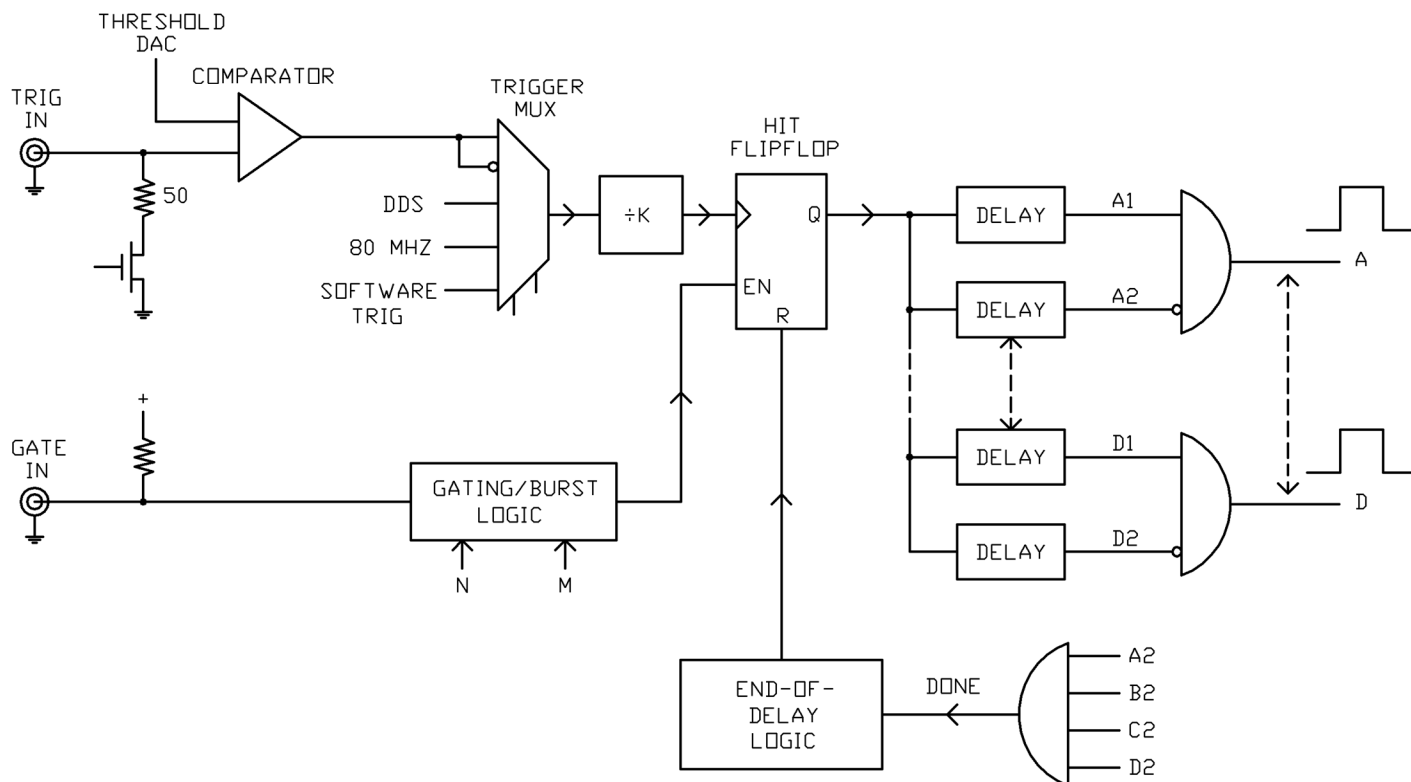 THRESHOLD
DAC
COMPARATOR
TRIGGER
MUX
TRIG
IN
HIT
FLIPFLOP
50
DDS
÷K
Q
DELAY
A1
80 MHZ
A
SOFTWARE
TRIG
EN
R
DELAY
A2
+
GATE
IN
GATING/BURST
LOGIC
DELAY
D1
D
DELAY
D2
N
M
END-OF-
DELAY
LOGIC
DONE
A2
B2
C2
D2